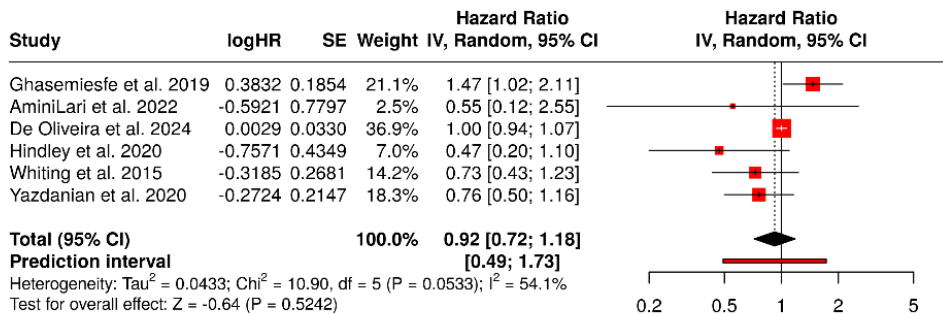 Hazard Ratio Hazard Ratio
Study logHR SE Weight IV, Random, 95% CI IV, Random, 95% CI
Ghasemiesfe et al. 2019 0.3832 0.1854 21.1% 1.47 [1.02; 2.11]
AminiLari et al. 2022 -0.5921 0.7797 2.5% 0.55 [0.12; 2.55]
De Oliveira et al. 2024 0.0029 0.0330 36.9% 1.00 [0.94; 1.07]
Hindley et al. 2020 -0.7571 0.4349 7.0% 0.47 [0.20; 1.10]
Whiting et al. 2015 -0.3185 0.2681 14.2% 0.73 [0.43; 1.23]
Yazdanian et al. 2020 -0.2724 0.2147 18.3% 0.76 [0.50; 1.16]
Total (95% CI) 100.0% 0.92 [0.72; 1.18]
Prediction interval [0.49; 1.73]
Heterogeneity: Tau² = 0.0433; Chi² = 10.90, df = 5 (P = 0.0533); I² = 54.1%
Test for overall effect: Z = -0.64 (P = 0.5242)
0.2 0.5 1 2 5